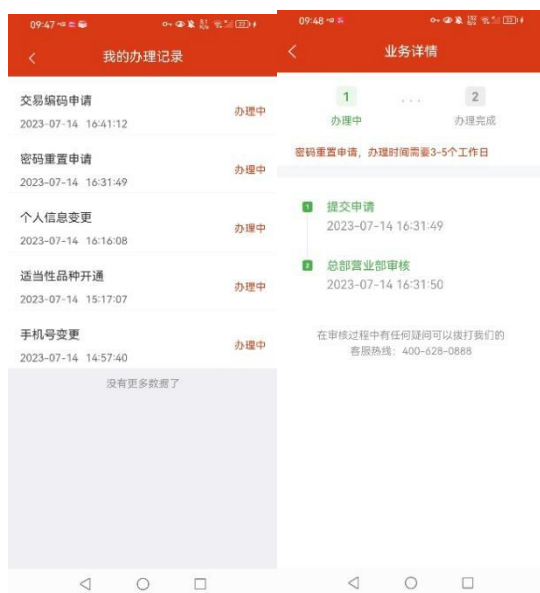 09:47
我的办理记录
交易编码申请
2023-07-14 16:41:12
办理中
密码重置申请
2023-07-14 16:31:49
办理中
个人信息变更
2023-07-14 16:16:08
办理中
适当性品种开通
2023-07-14 15:17:07
办理中
手机号变更
2023-07-14 14:57:40
办理中
没有更多数据了
09:48
业务详情
1 ... 2
办理中 办理完成
密码重置申请，办理时间需要3-5个工作日
1 提交申请
2023-07-14 16:31:49
2 总部营业部审核
2023-07-14 16:31:50
在审核过程中有任何疑问可以拨打我们的
客服热线：400-628-0888